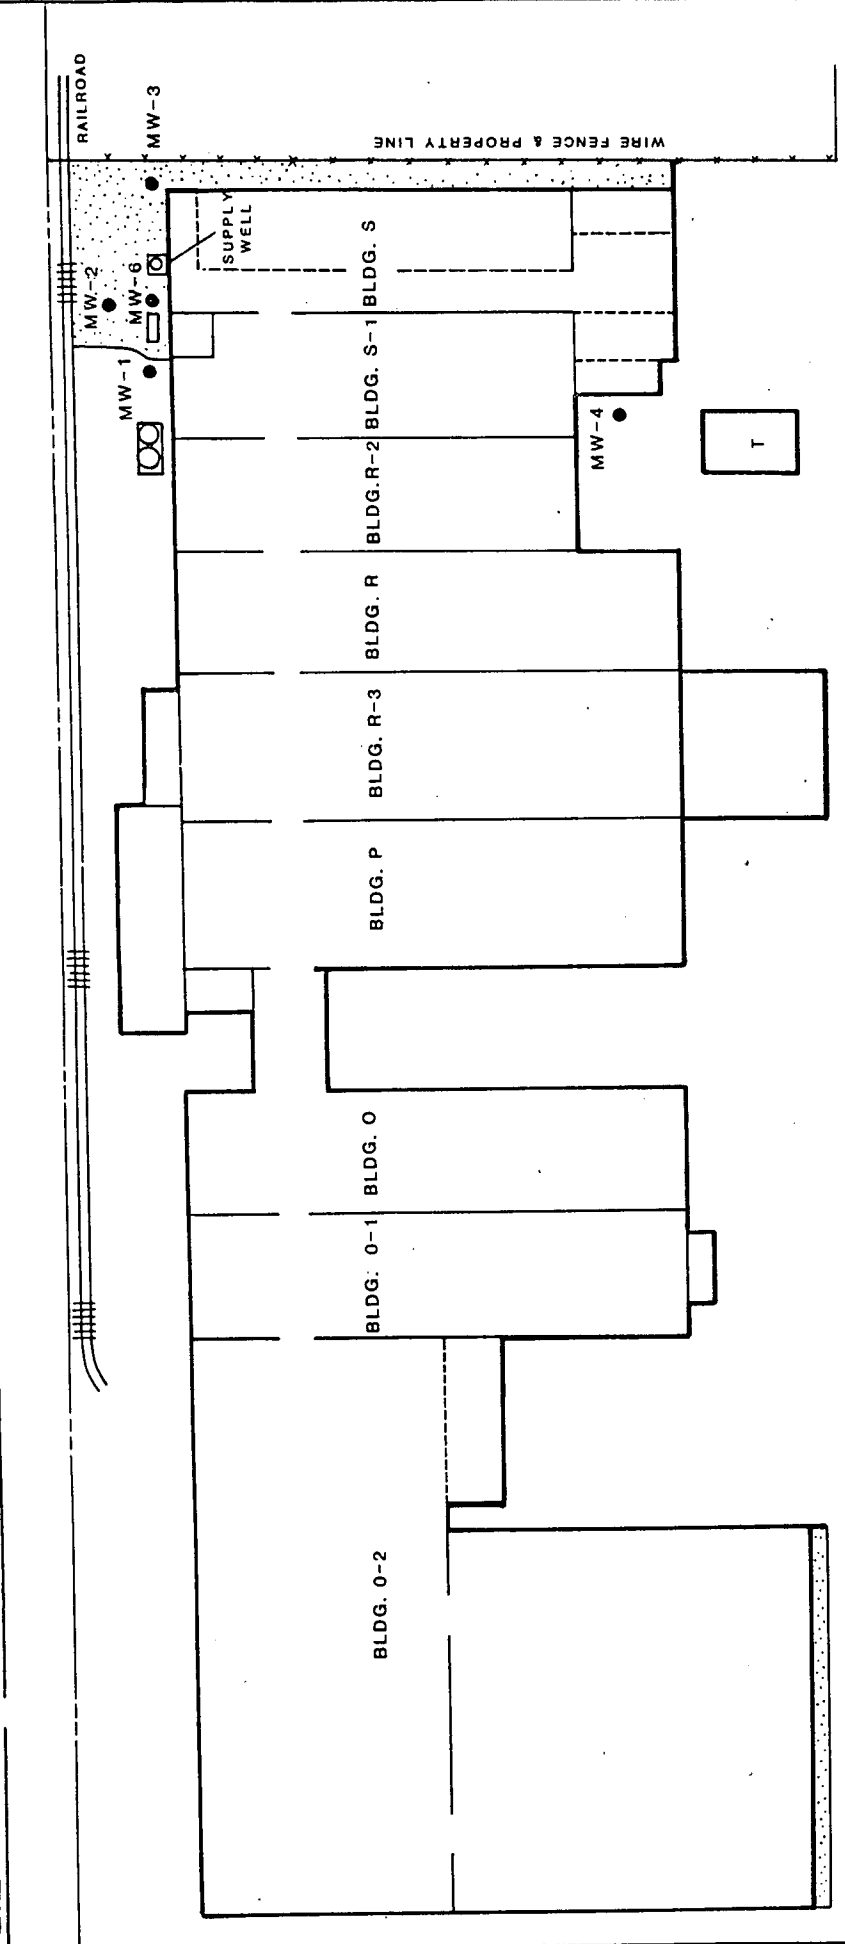 RAILROAD
MW-3
WIRE FENCE & PROPERTY LINE
SUPPLY
WELL
MW-2
MW-6
MW-1
MW-4
T
BLDG. S
BLDG. S-1
BLDG. R-2
BLDG. R
BLDG. R-3
BLDG. P
BLDG. O
BLDG. O-1
BLDG. O-2